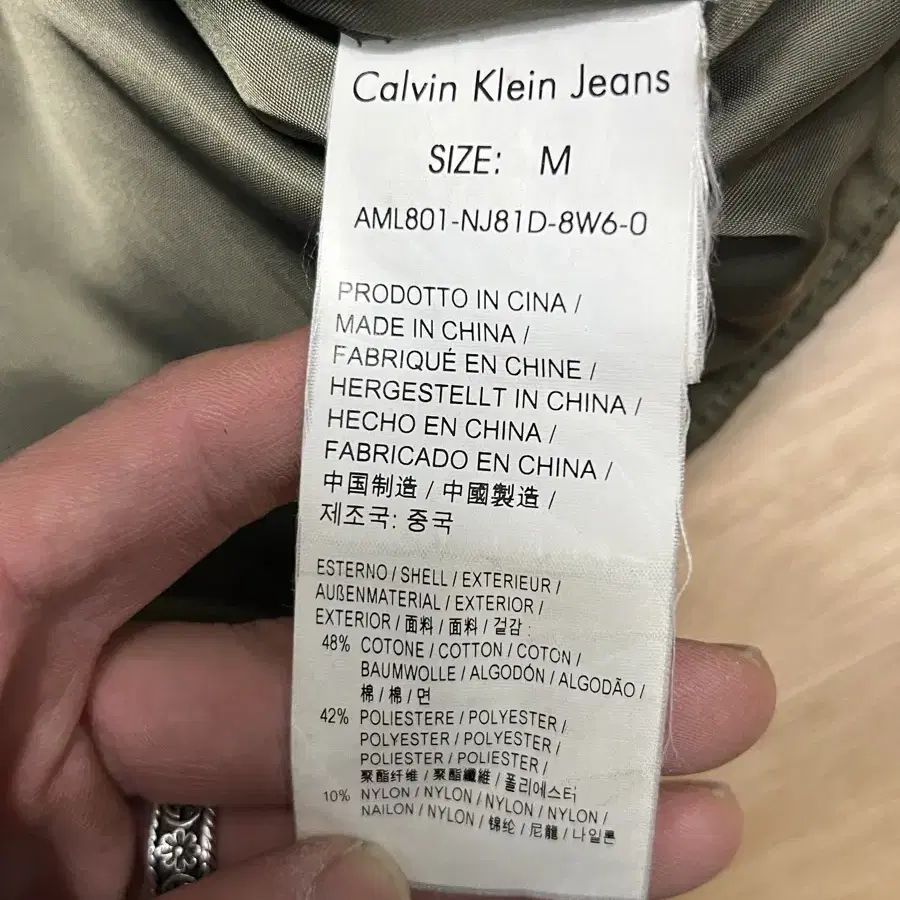 Calvin Klein Jeans
SIZE: M
AML801-NJ81D-8W6-0
PRODOTTO IN CINA /
MADE IN CHINA /
FABRIQUÉ EN CHINE /
HERGESTELLT IN CHINA /
HECHO EN CHINA /
FABRICADO EN CHINA /
中国制造 / 中國製造 /
제조국: 중국
ESTERNO / SHELL / EXTERIEUR /
AUßENMATERIAL / EXTERIOR /
EXTERIOR / 面料 / 面料 / 겉감 :
48% COTONE / COTTON / COTON /
BAUMWOLLE / ALGODÓN / ALGODÃO /
棉 / 棉 / 면
42% POLIESTERE / POLYESTER /
POLYESTER / POLYESTER /
POLIESTER / POLIESTER /
聚酯纤维 / 聚酯纖維 / 폴리에스터
10% NYLON / NYLON / NYLON / NYLON /
NAILON / NYLON / 锦纶 / 尼龍 / 나일론